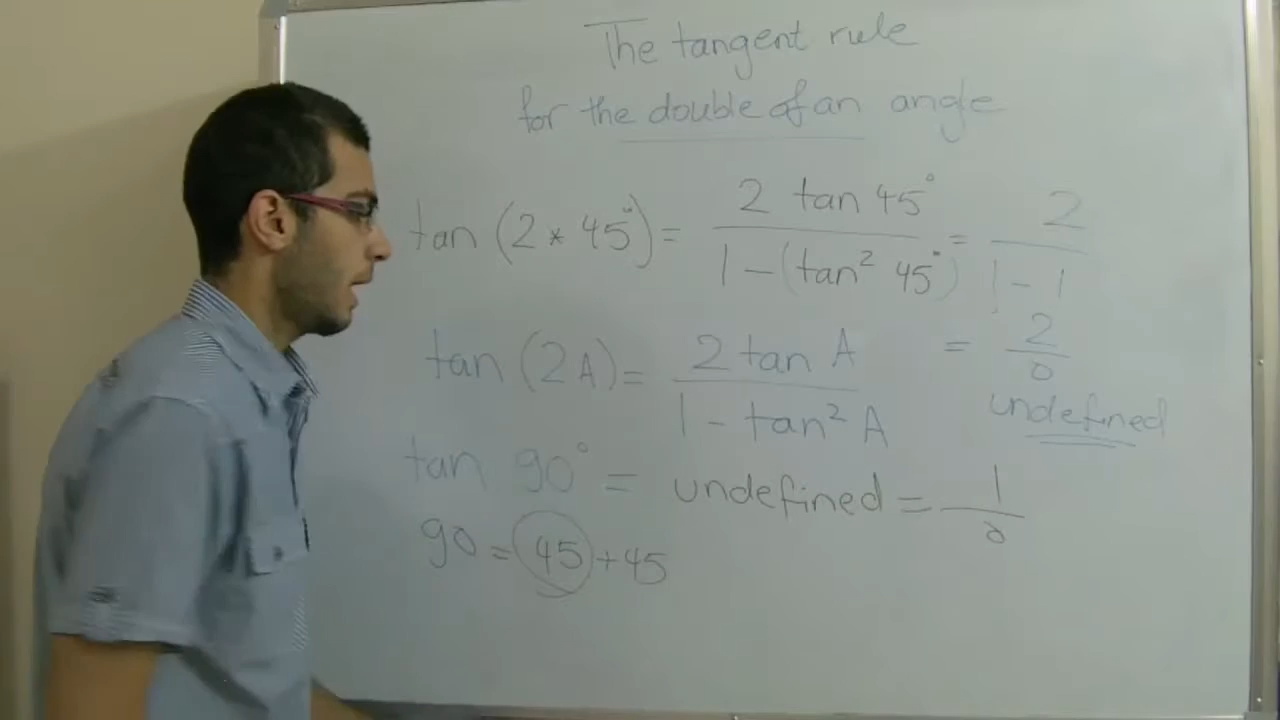 The tangent rule
for the double of an angle
tan (2 * 45°) = 2 tan 45° / 1 - (tan² 45°) = 2 / 1 - 1
= 2 / 0
tan (2A) = 2 tan A / 1 - tan² A
undefined
tan 90° = undefined = 1 / 0
90 = 45 + 45